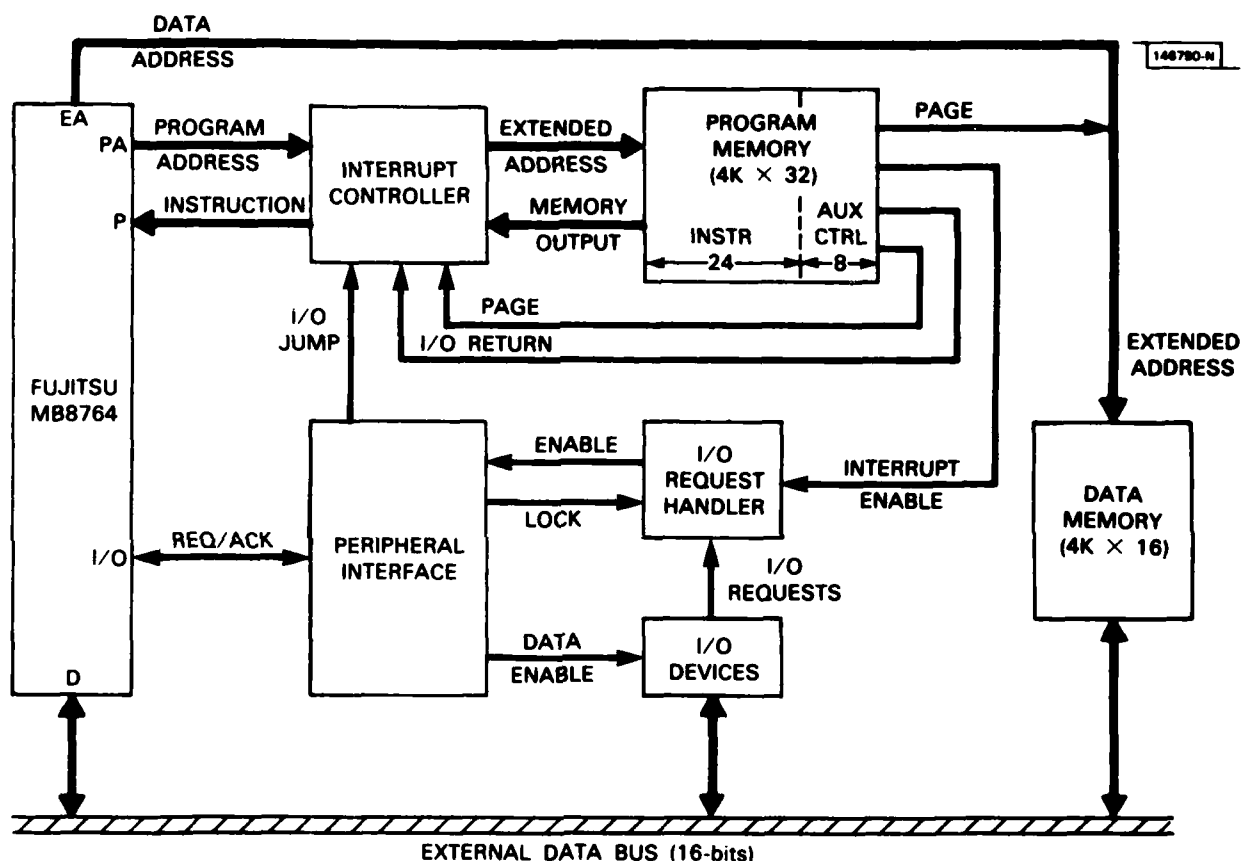 DATA
ADDRESS
146790-N
EA
PA
PROGRAM
ADDRESS
P
INSTRUCTION
INTERRUPT
CONTROLLER
EXTENDED
ADDRESS
MEMORY
OUTPUT
PROGRAM
MEMORY
(4K × 32)
INSTR
24
AUX
CTRL
8
PAGE
PAGE
I/O
JUMP
I/O RETURN
EXTENDED
ADDRESS
FUJITSU
MB8764
ENABLE
LOCK
I/O
REQUEST
HANDLER
INTERRUPT
ENABLE
DATA
MEMORY
(4K × 16)
I/O
REQ/ACK
PERIPHERAL
INTERFACE
I/O
REQUESTS
DATA
ENABLE
I/O
DEVICES
D
EXTERNAL DATA BUS (16-bits)